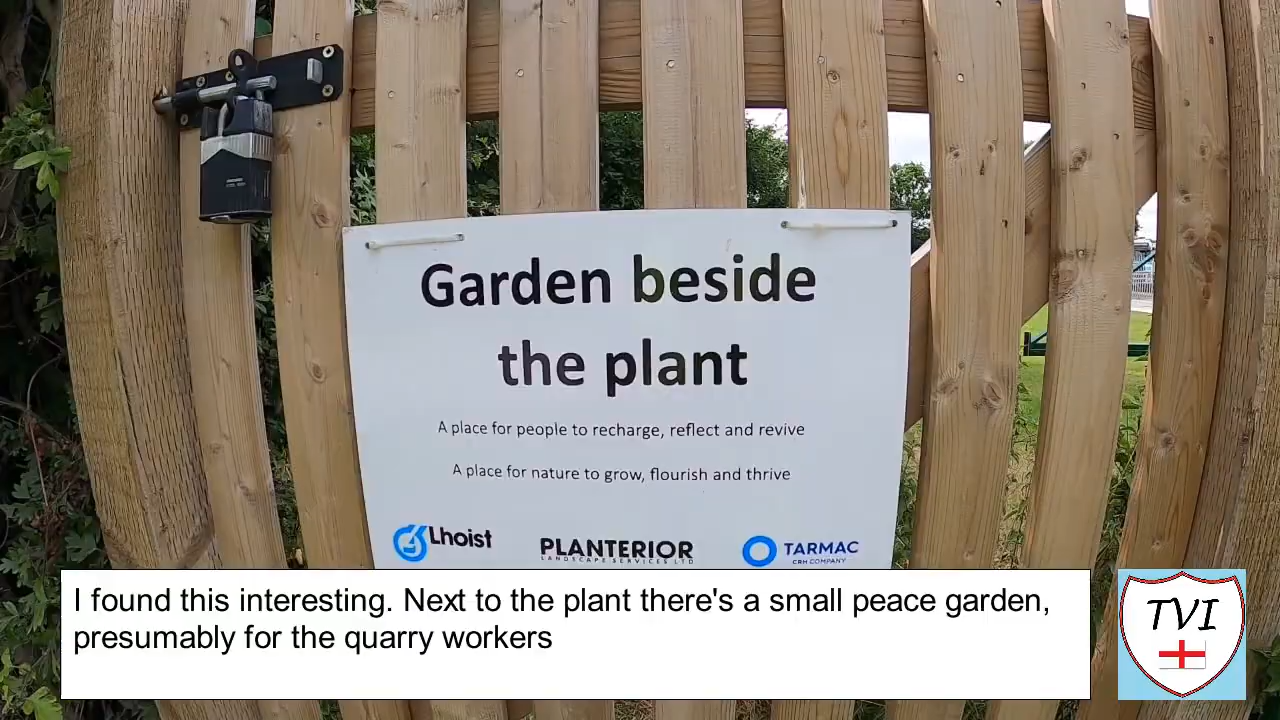 Garden beside
the plant
A place for people to recharge, reflect and revive
A place for nature to grow, flourish and thrive
Lhoist
PLANTERIOR
LANDSCAPE SERVICES LTD
TARMAC
CRH COMPANY
I found this interesting. Next to the plant there's a small peace garden,
presumably for the quarry workers
TVI